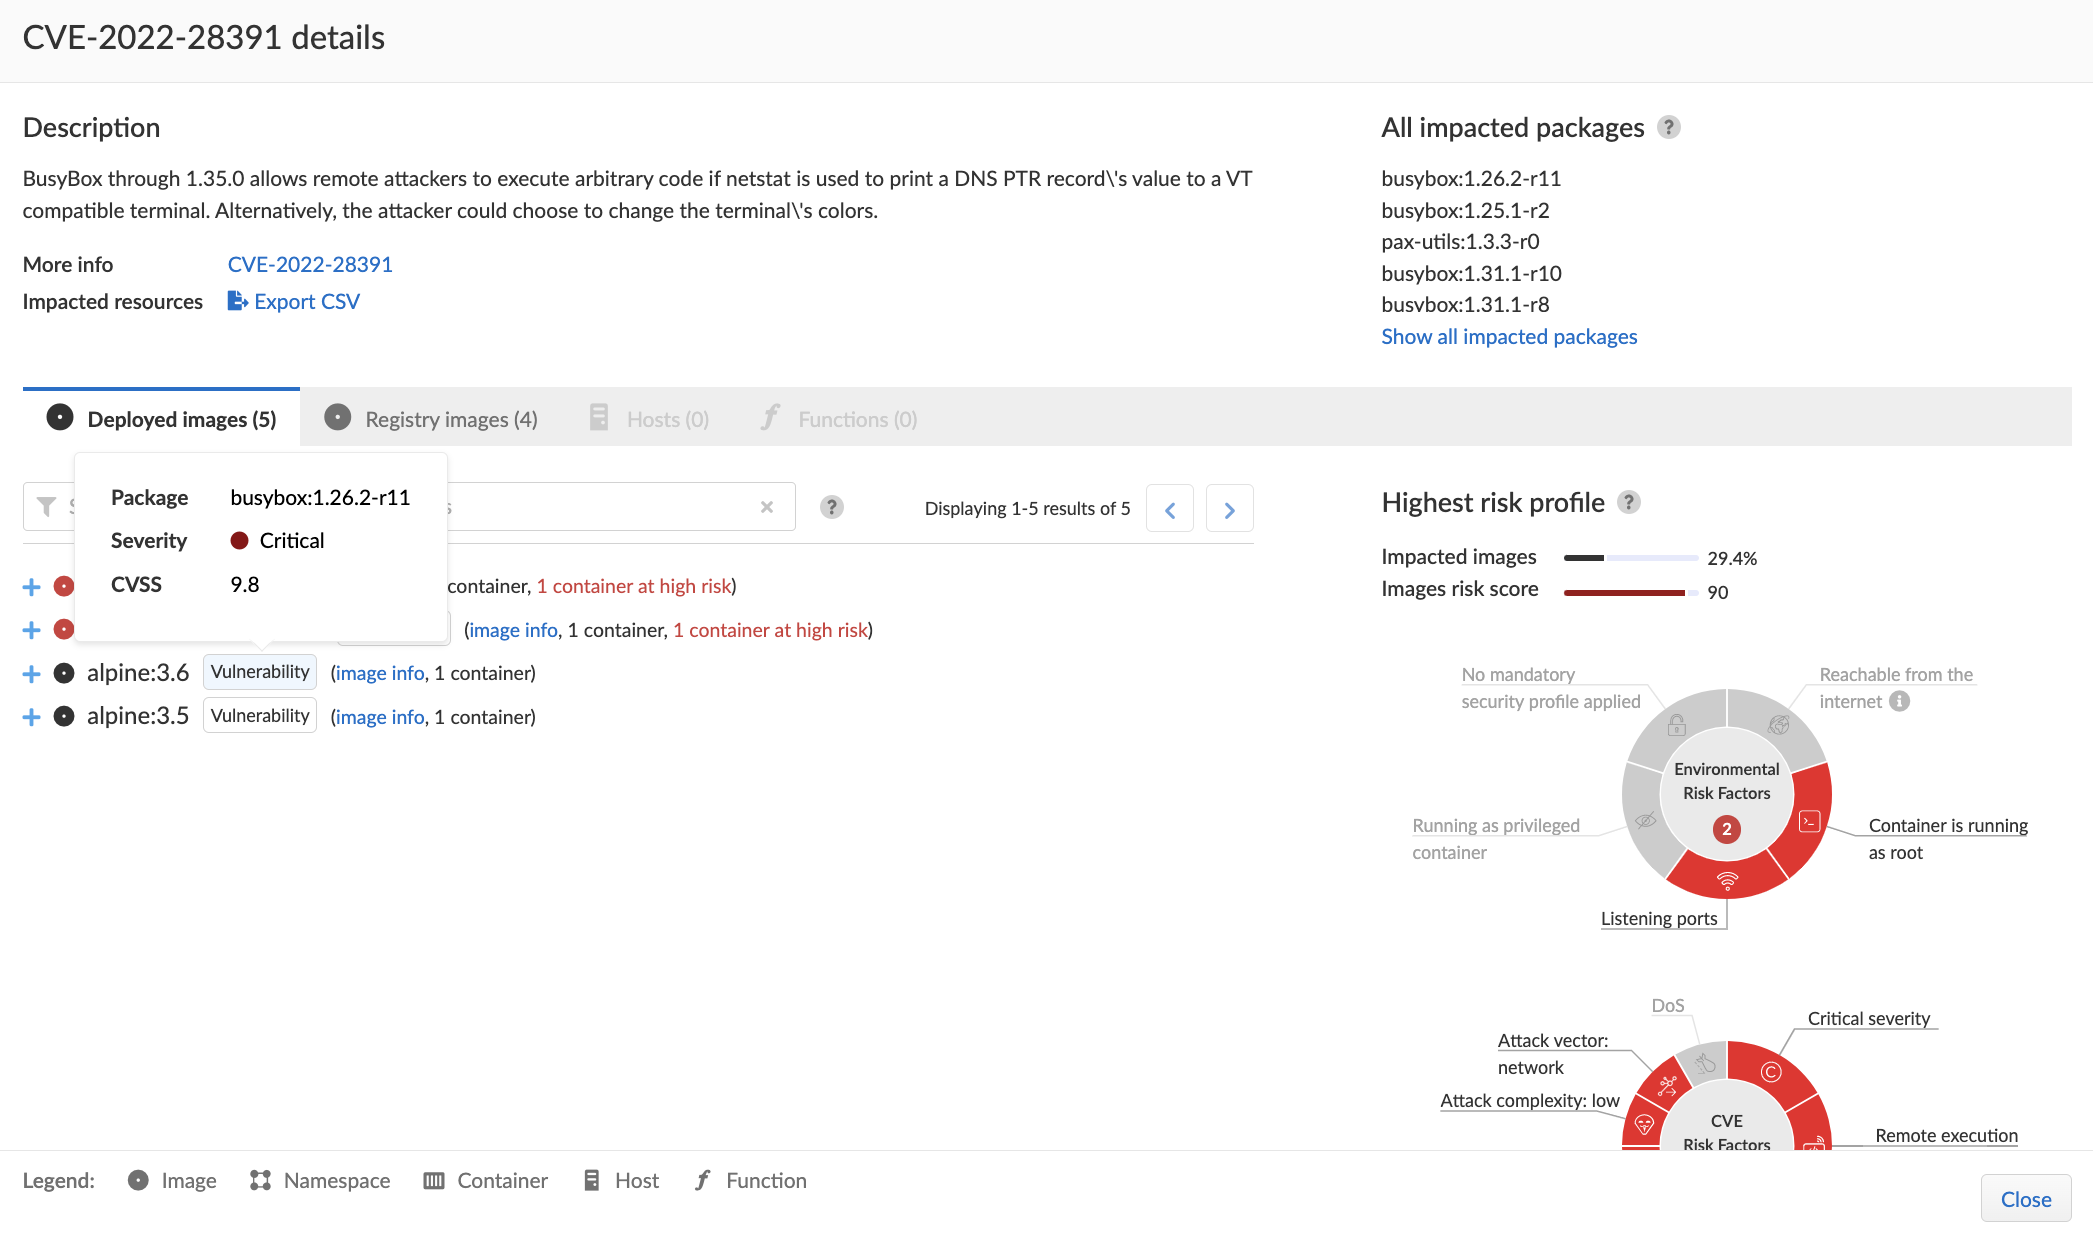 CVE-2022-28391 details
Description
BusyBox through 1.35.0 allows remote attackers to execute arbitrary code if netstat is used to print a DNS PTR record\'s value to a VT
compatible terminal. Alternatively, the attacker could choose to change the terminal\'s colors.
More info CVE-2022-28391
Impacted resources Export CSV
All impacted packages ?
busybox:1.26.2-r11
busybox:1.25.1-r2
pax-utils:1.3.3-r0
busybox:1.31.1-r10
busybox:1.31.1-r8
Show all impacted packages
Deployed images (5) Registry images (4) Hosts (0) Functions (0)
Package busybox:1.26.2-r11
Severity Critical
CVSS 9.8
? Displaying 1-5 results of 5
container, 1 container at high risk)
(image info, 1 container, 1 container at high risk)
alpine:3.6 Vulnerability (image info, 1 container)
alpine:3.5 Vulnerability (image info, 1 container)
Highest risk profile ?
Impacted images 29.4%
Images risk score 90
No mandatory
security profile applied
Reachable from the
internet
Environmental
Risk Factors
2
Running as privileged
container
Container is running
as root
Listening ports
DoS
Critical severity
Attack vector:
network
Attack complexity: low
CVE
Risk Factors
Remote execution
Legend: Image Namespace Container Host Function
Close